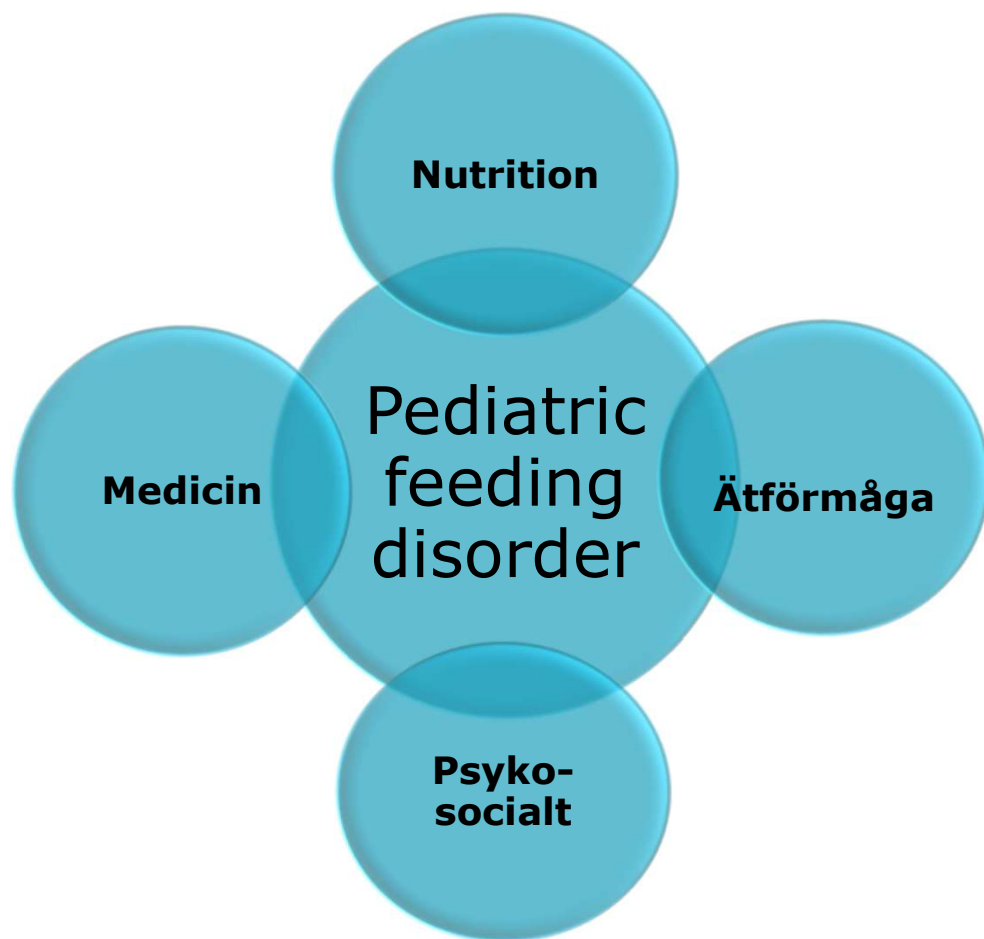 Nutrition
Pediatric
feeding
disorder
Medicin
Ätförmåga
Psyko-
socialt